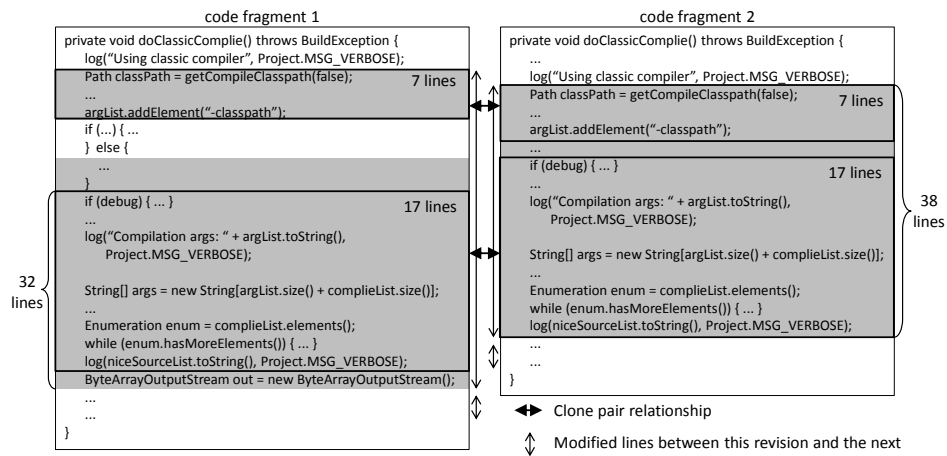 code fragment 1
private void doClassicComplie() throws BuildException {
log("Using classic compiler", Project.MSG_VERBOSE);
Path classPath = getCompileClasspath(false);
7 lines
...
argList.addElement("-classpath");
if (...) { ...
} else {
...
}
if (debug) { ... }
17 lines
...
log("Compilation args: " + argList.toString(),
Project.MSG_VERBOSE);
32
lines
String[] args = new String[argList.size() + complieList.size()];
...
Enumeration enum = complieList.elements();
while (enum.hasMoreElements()) { ... }
log(niceSourceList.toString(), Project.MSG_VERBOSE);
ByteArrayOutputStream out = new ByteArrayOutputStream();
...
...
}
code fragment 2
private void doClassicComplie() throws BuildException {
...
log("Using classic compiler", Project.MSG_VERBOSE);
Path classPath = getCompileClasspath(false);
7 lines
...
argList.addElement("-classpath");
...
if (debug) { ... }
17 lines
...
log("Compilation args: " + argList.toString(),
Project.MSG_VERBOSE);
38
lines
String[] args = new String[argList.size() + complieList.size()];
...
Enumeration enum = complieList.elements();
while (enum.hasMoreElements()) { ... }
log(niceSourceList.toString(), Project.MSG_VERBOSE);
...
...
}
Clone pair relationship
Modified lines between this revision and the next